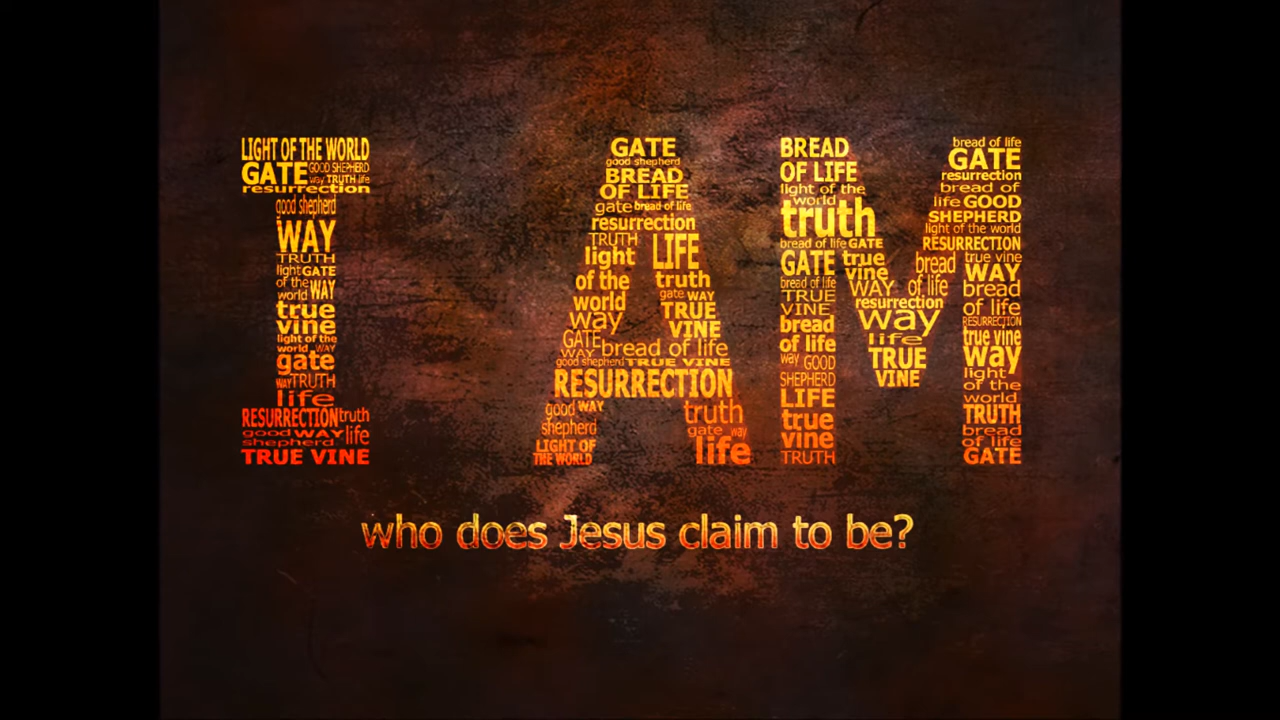 LIGHT OF THE WORLD
GATE GOOD SHEPHERD
way TRUTH life
resurrection
good shepherd
WAY
TRUTH
light GATE
of the
world WAY
true
vine
light of the
world WAY
gate
WAY TRUTH
life
RESURRECTION truth
good WAY life
shepherd
TRUE VINE
GATE
good shepherd
BREAD
OF LIFE
gate bread of life
resurrection
TRUTH LIFE
light
of the truth
world gate WAY
way TRUE
VINE
GATE
WAY bread of life
good shepherd TRUE VINE
RESURRECTION
good WAY truth
shepherd gate way
LIGHT OF life
THE WORLD
BREAD
OF LIFE
light of the
world
truth
bread of life GATE
GATE true
vine
bread of life WAY
TRUE resurrection
VINE way
bread life
of life TRUE
VINE
way GOOD
SHEPHERD
LIFE
true
vine
TRUTH
bread of life
GATE
resurrection
bread of
life GOOD
SHEPHERD
light of the world
RESURRECTION
bread true vine
of life WAY
bread
of life
RESURRECTION
true vine
way
light
of the
world
TRUTH
bread
of life
GATE
who does Jesus claim to be?